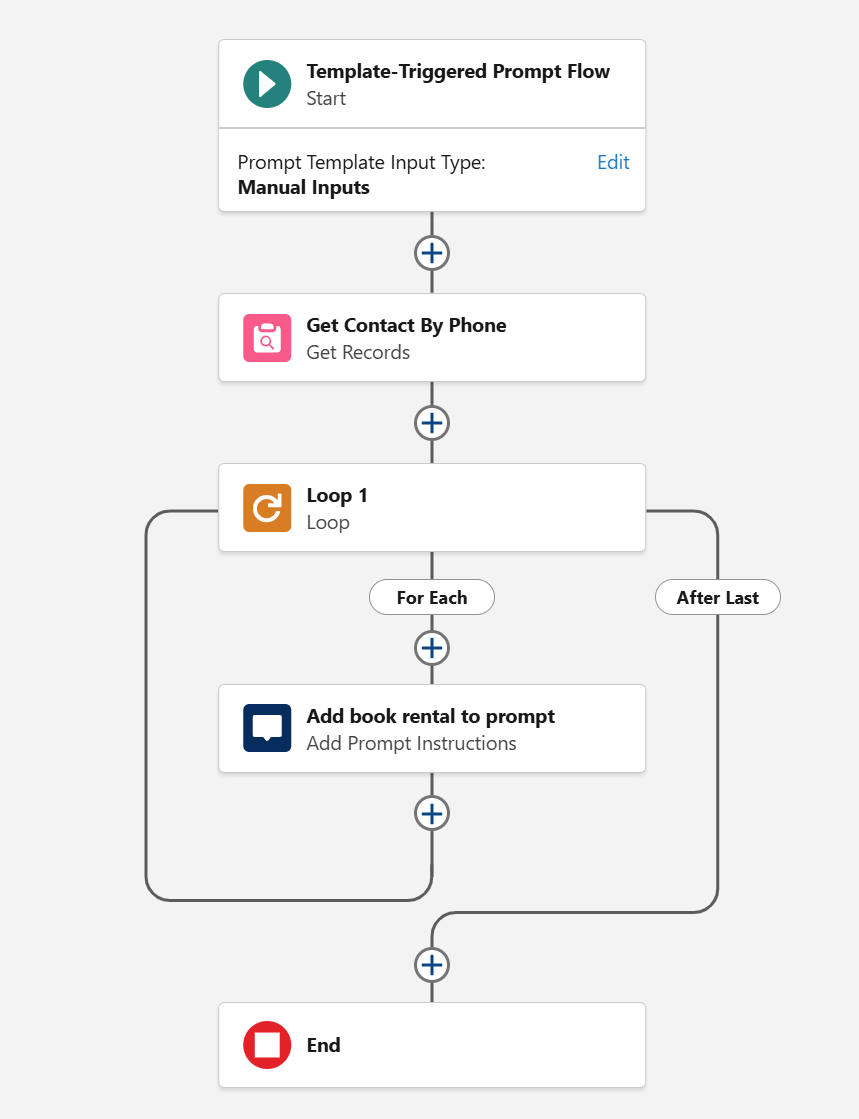 Template-Triggered Prompt Flow
Start
Prompt Template Input Type:
Edit
Manual Inputs
Get Contact By Phone
Get Records
Loop 1
Loop
For Each
After Last
Add book rental to prompt
Add Prompt Instructions
End